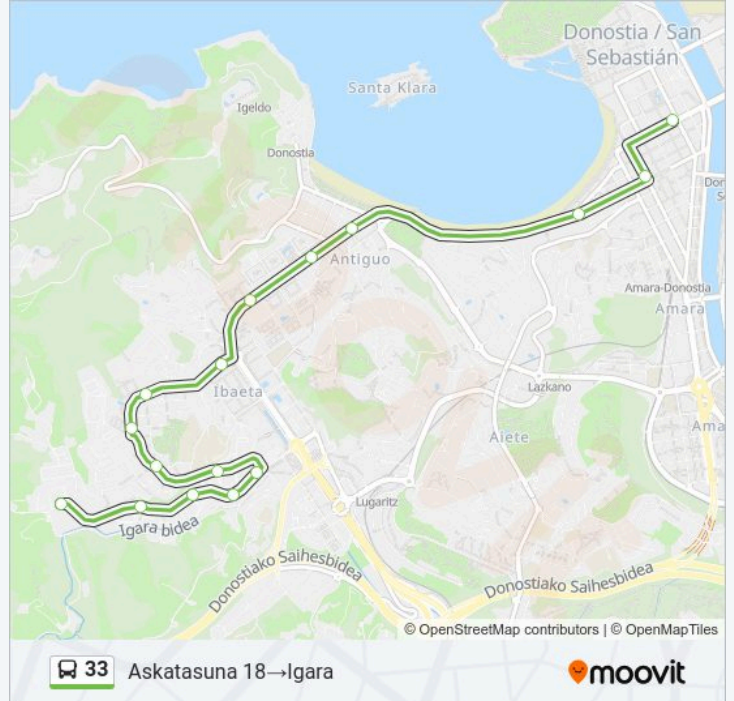 Donostia / San
Sebastián
Santa Klara
Igeldo
Donostia
Antiguo
Amara-Donostia
Amara
Ibaeta
Lazkano
Aiete
Lugaritz
Igara bidea
Donostiako Saihesbidea
Donostiako Saihesbidea
© OpenStreetMap contributors | © OpenMapTiles
33 Askatasuna 18→Igara
moovit